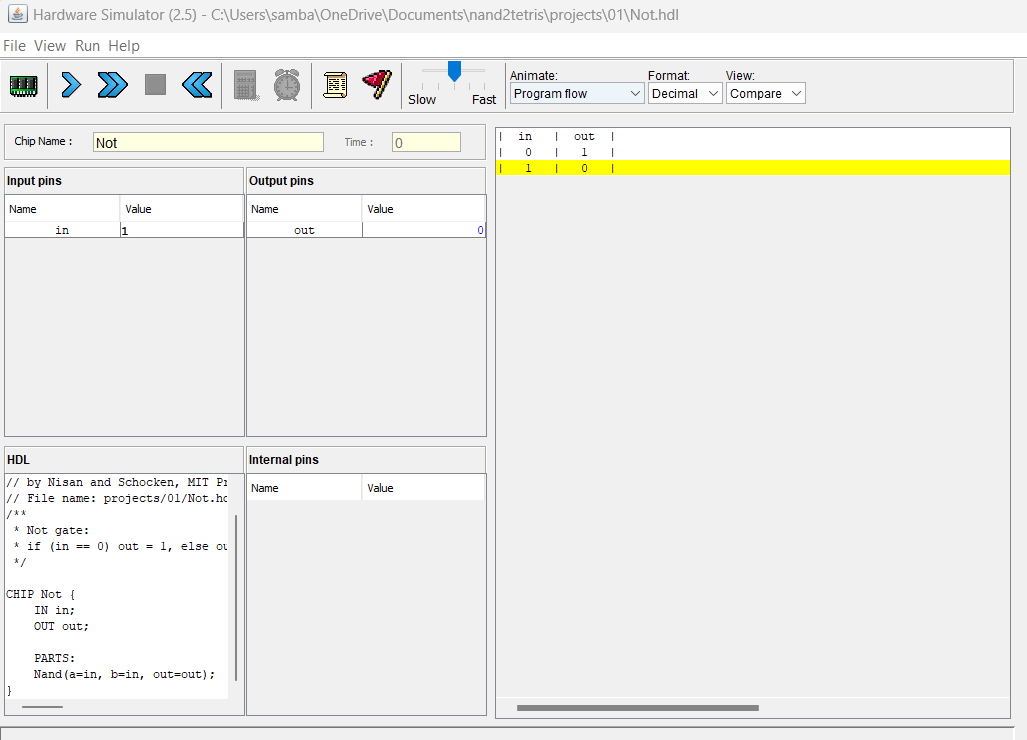 Hardware Simulator (2.5) - C:\Users\samba\OneDrive\Documents\nand2tetris\projects\01\Not.hdl
File View Run Help
Slow Fast
Animate: Format: View:
Program flow Decimal Compare
Chip Name : Not Time : 0
Input pins
Name Value
in 1
Output pins
Name Value
out 0
| in | out |
| 0 | 1 |
| 1 | 0 |
HDL
// by Nisan and Schocken, MIT Pr
// File name: projects/01/Not.hd
/**
* Not gate:
* if (in == 0) out = 1, else ou
*/
CHIP Not {
IN in;
OUT out;
PARTS:
Nand(a=in, b=in, out=out);
}
Internal pins
Name Value